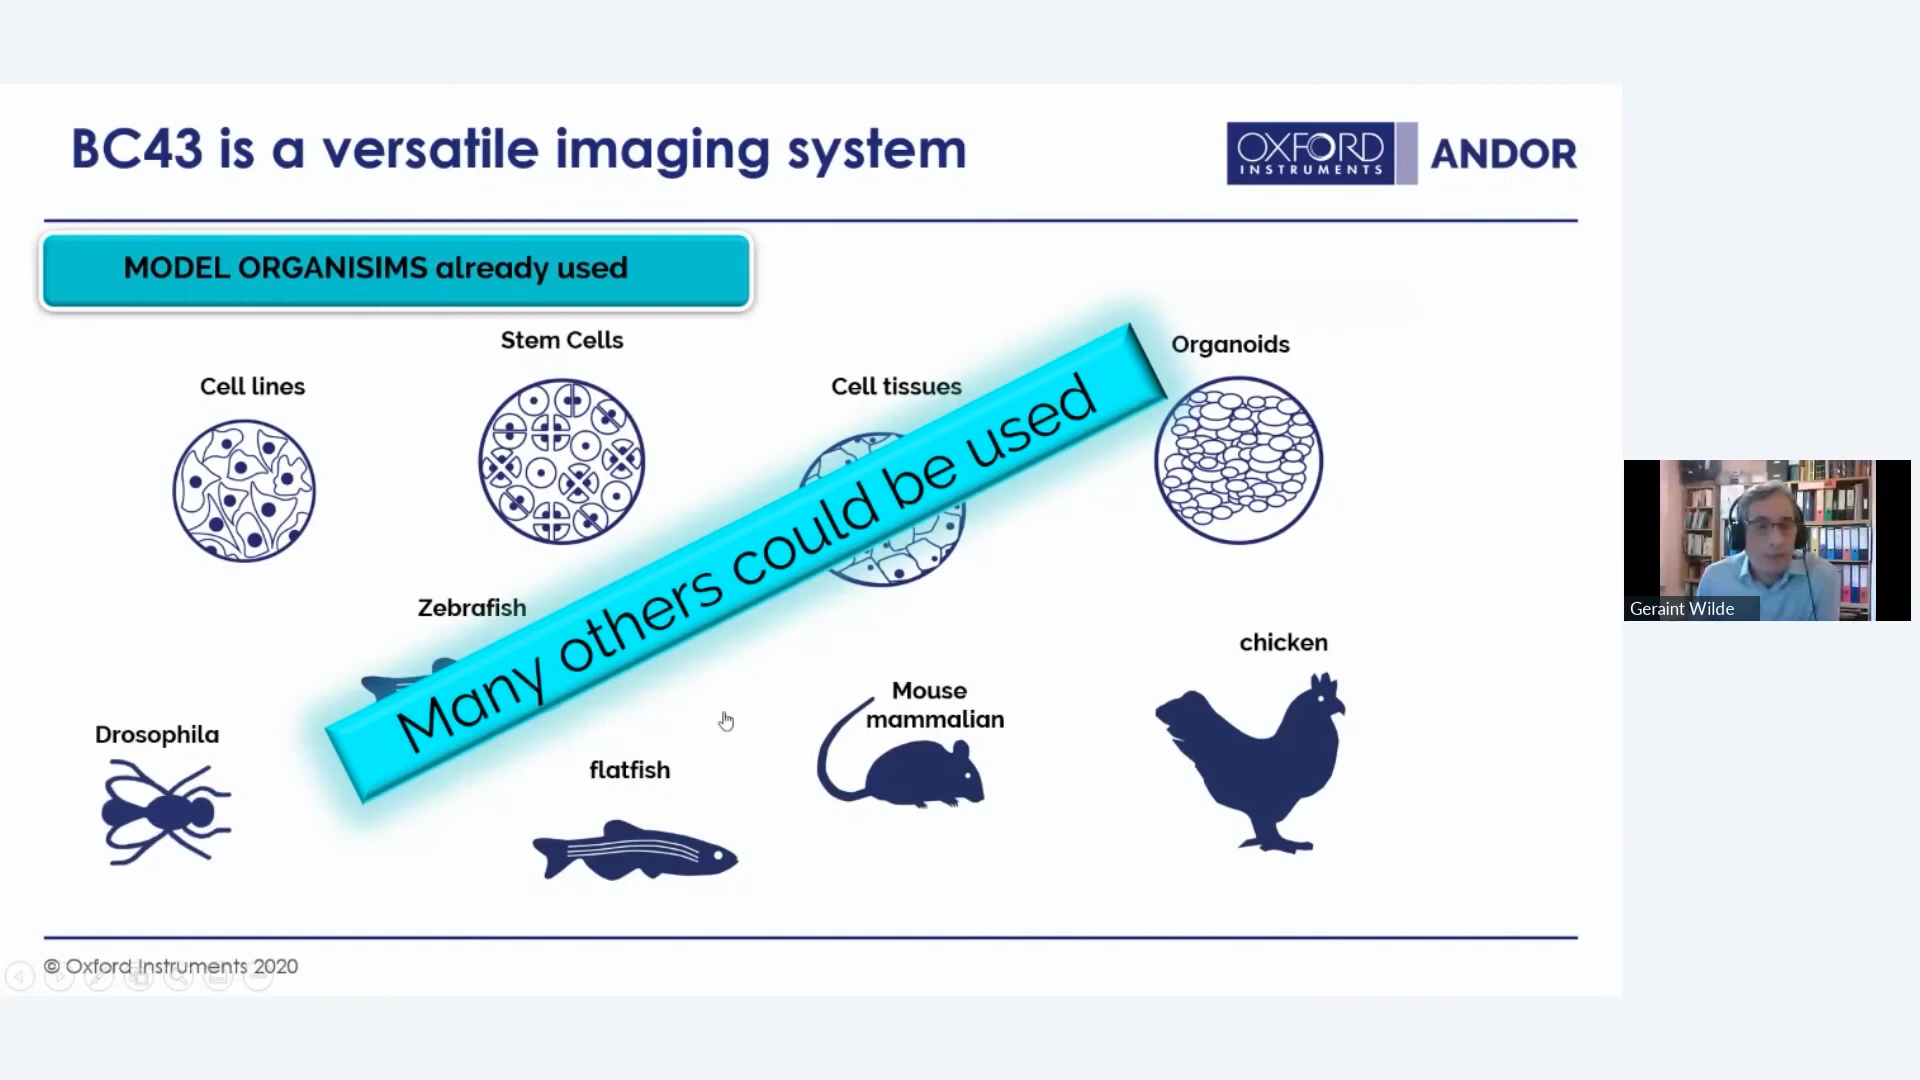 BC43 is a versatile imaging system
OXFORD
INSTRUMENTS
ANDOR
MODEL ORGANISIMS already used
Stem Cells
Organoids
Cell lines
Cell tissues
Many others could be used
Zebrafish
chicken
Mouse
mammalian
Drosophila
flatfish
Geraint Wilde
© Oxford Instruments 2020